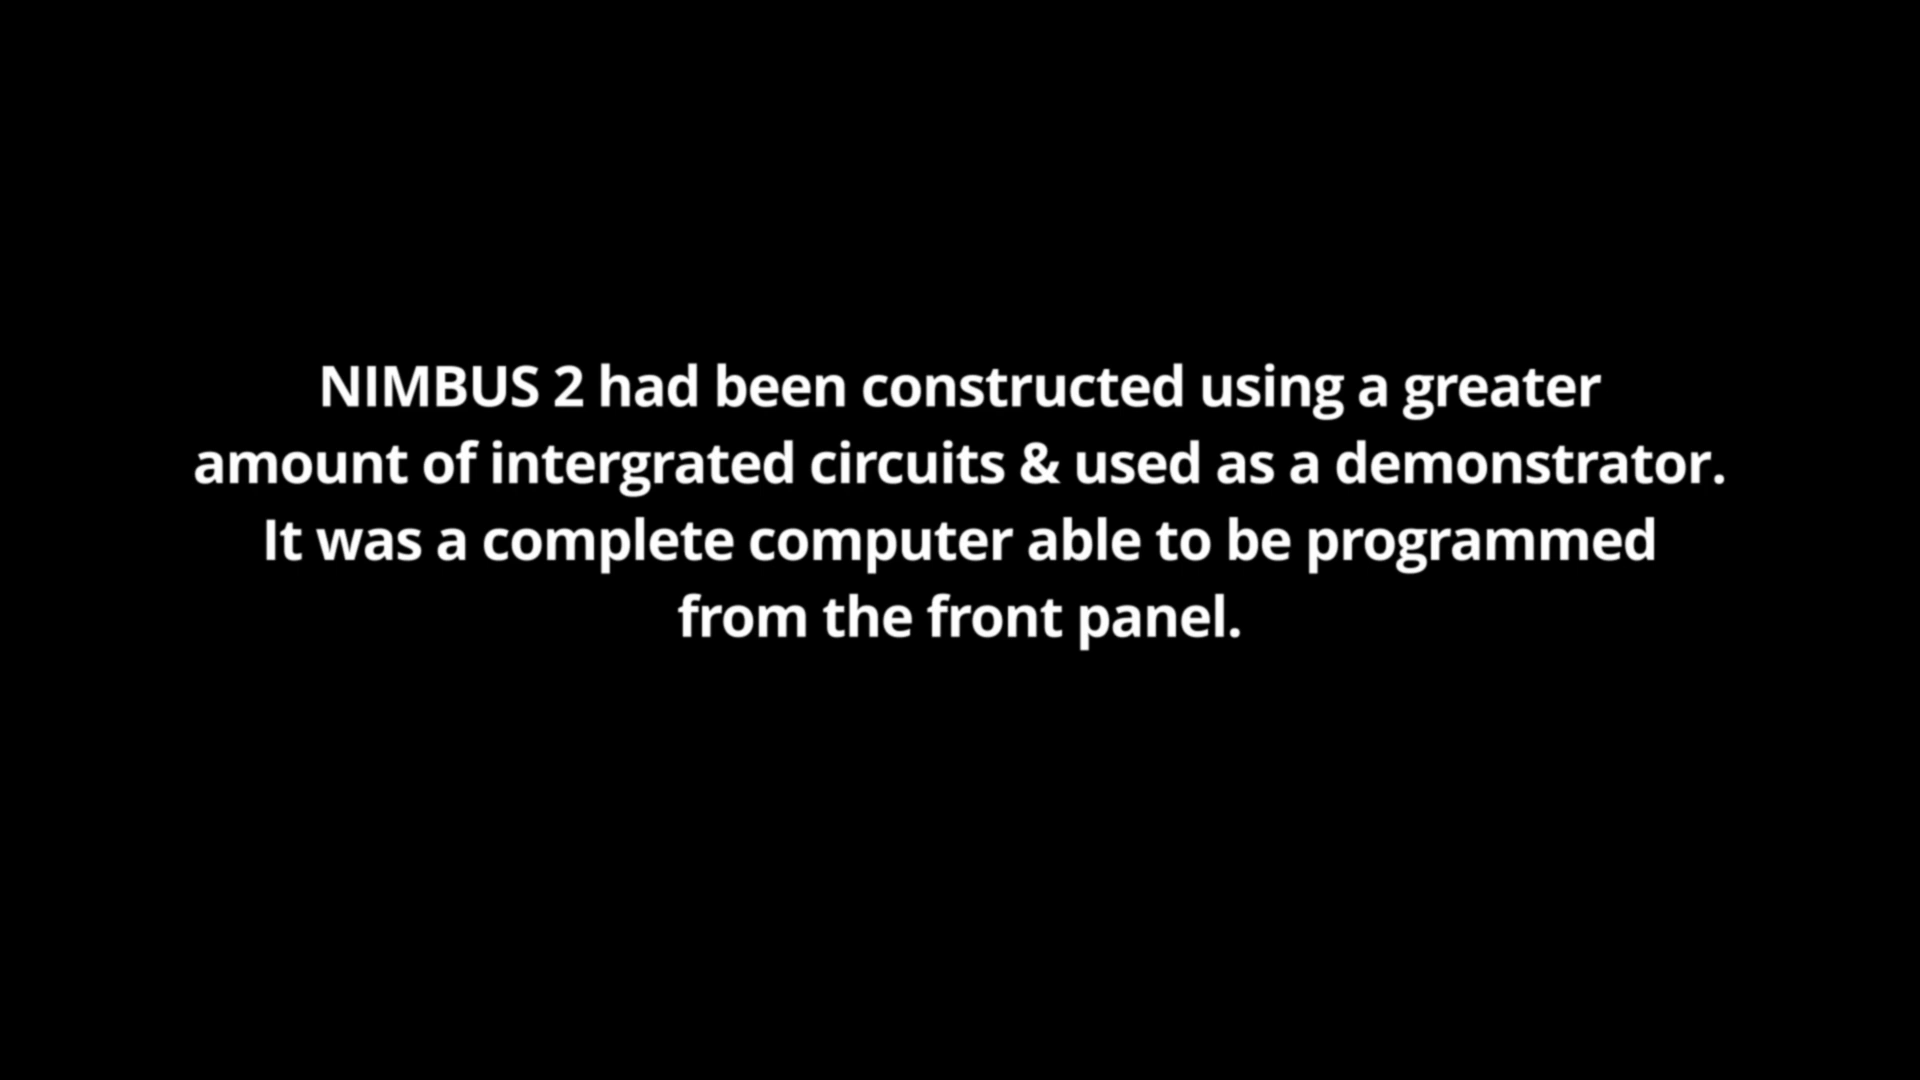 NIMBUS 2 had been constructed using a greater
amount of intergrated circuits & used as a demonstrator.
It was a complete computer able to be programmed
from the front panel.